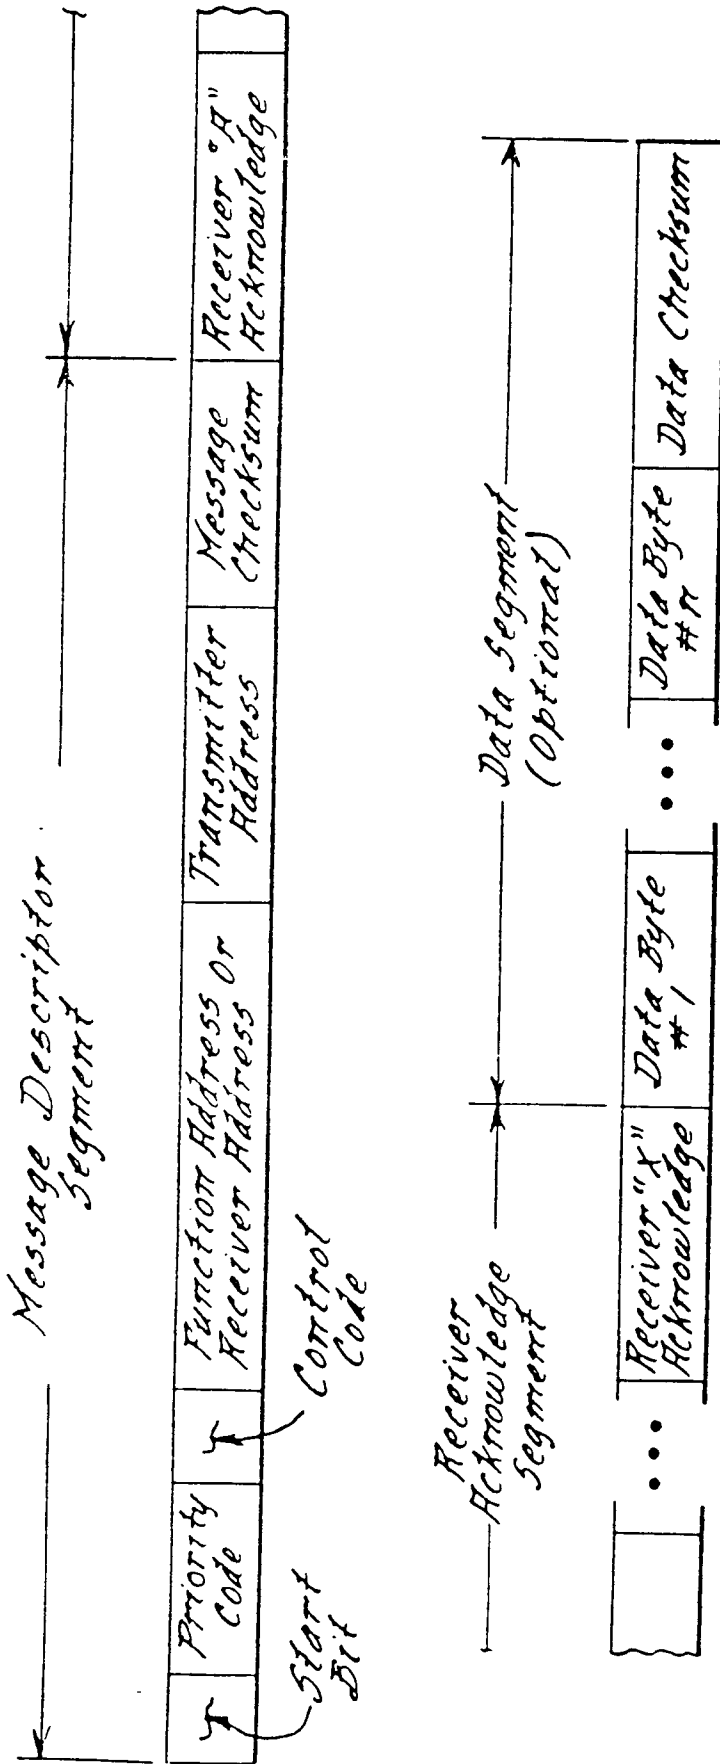 Message Descriptor
Segment
Priority
Code
Function Address Or
Receiver Address
Transmitter
Address
Message
Checksum
Receiver "A"
Acknowledge
Start
Bit
Control
Code
Receiver
Acknowledge
Segment
Data Segment
(Optional)
• • •
Receiver "X"
Acknowledge
Data Byte
#1
• • •
Data Byte
#n
Data Checksum